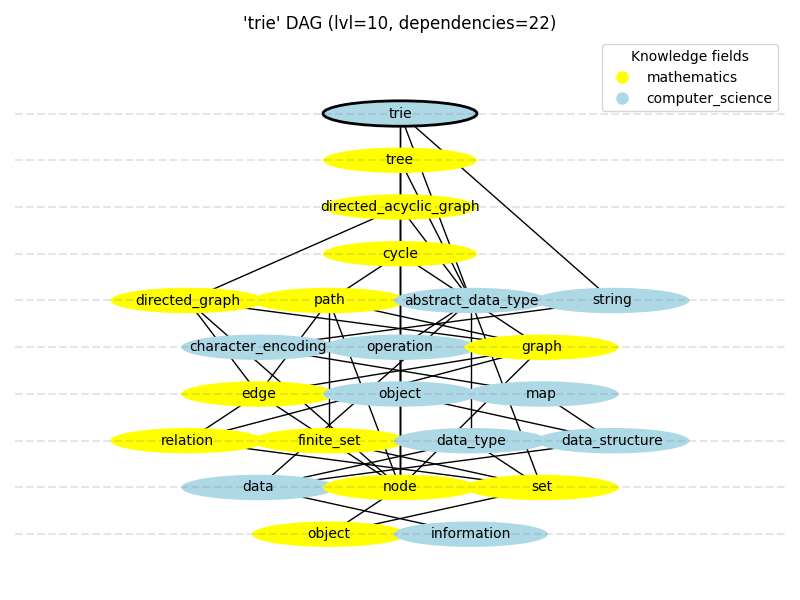 'trie' DAG (lvl=10, dependencies=22)
Knowledge fields
mathematics
computer_science
trie
tree
directed_acyclic_graph
cycle
directed_graph path abstract_data_type string
character_encoding operation graph
edge object map
relation finite_set data_type data_structure
data node set
object information